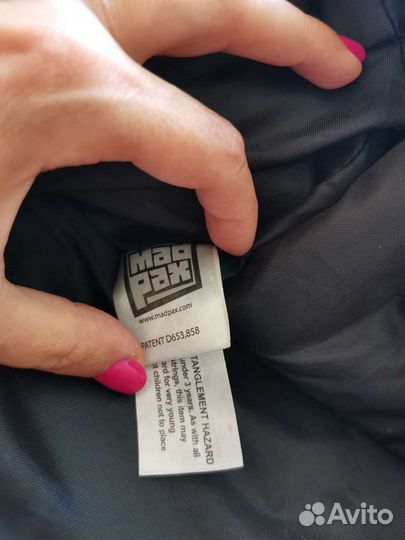 MAD
PAX
www.madpax.com
PATENT D653,858
TANGLEMENT HAZARD
under 3 years. As with all
strings, this item may
ard for very young
t children not to place
Avito